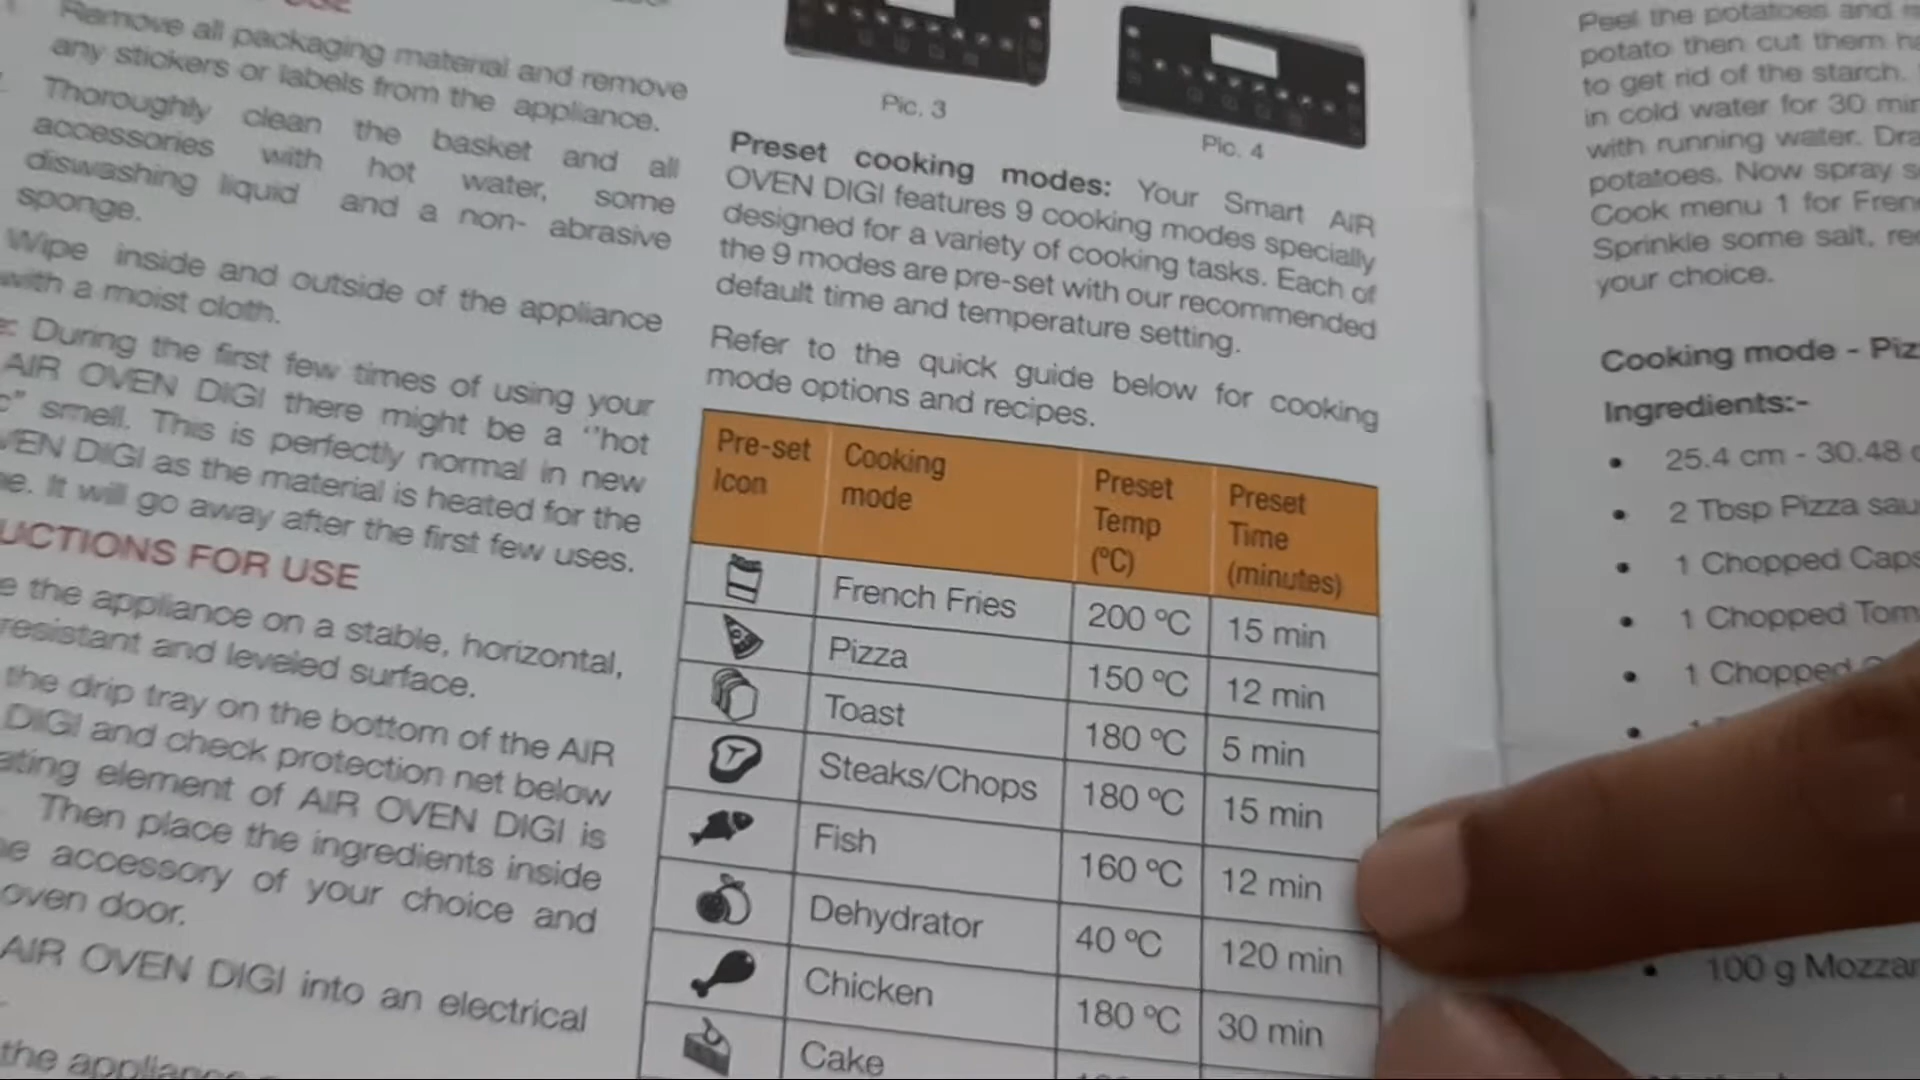 Remove all packaging material and remove
any stickers or labels from the appliance.
Thoroughly clean the basket and all
accessories with hot water, some
diswashing liquid and a non- abrasive
sponge.
Wipe inside and outside of the appliance
with a moist cloth.
During the first few times of using your
AIR OVEN DIGI there might be a ‘‘hot
smell. This is perfectly normal in new
DIGI as the material is heated for the
It will go away after the first few uses.
FOR USE
the appliance on a stable, horizontal,
resistant and leveled surface.
the drip tray on the bottom of the AIR
DIGI and check protection net below
element of AIR OVEN DIGI is
Then place the ingredients inside
accessory of your choice and
oven door.
AIR OVEN DIGI into an electrical
Pic. 3
Pic. 4
Preset cooking modes: Your Smart AIR
OVEN DIGI features 9 cooking modes specially
designed for a variety of cooking tasks. Each of
the 9 modes are pre-set with our recommended
default time and temperature setting.
Refer to the quick guide below for cooking
mode options and recipes.
Pre-set Icon Cooking mode Preset Temp (ºC) Preset Time (minutes)
French Fries 200 ºC 15 min
Pizza 150 ºC 12 min
Toast 180 ºC 5 min
Steaks/Chops 180 ºC 15 min
Fish 160 ºC 12 min
Dehydrator 40 ºC 120 min
Chicken 180 ºC 30 min
Cake
Peel the potatoes and
potato then cut them
to get rid of the starch.
in cold water for 30
with running water.
potatoes. Now spray
Cook menu 1 for
Sprinkle some salt,
your choice.
Cooking mode -
Ingredients:-
• 25.4 cm - 30.48
• 2 Tbsp Pizza
• 1 Chopped
• 1 Chopped
• 1 Chopped
• 100 g